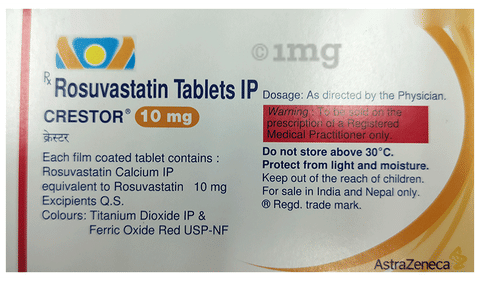 ©1mg
℞ Rosuvastatin Tablets IP
CRESTOR® 10 mg
क्रेस्टर
Each film coated tablet contains :
Rosuvastatin Calcium IP
equivalent to Rosuvastatin 10 mg
Excipients Q.S.
Colours: Titanium Dioxide IP &
Ferric Oxide Red USP-NF
Dosage: As directed by the Physician.
Warning : To be sold on the
prescription of a Registered
Medical Practitioner only.
Do not store above 30°C.
Protect from light and moisture.
Keep out of the reach of children.
For sale in India and Nepal only.
® Regd. trade mark.
AstraZeneca